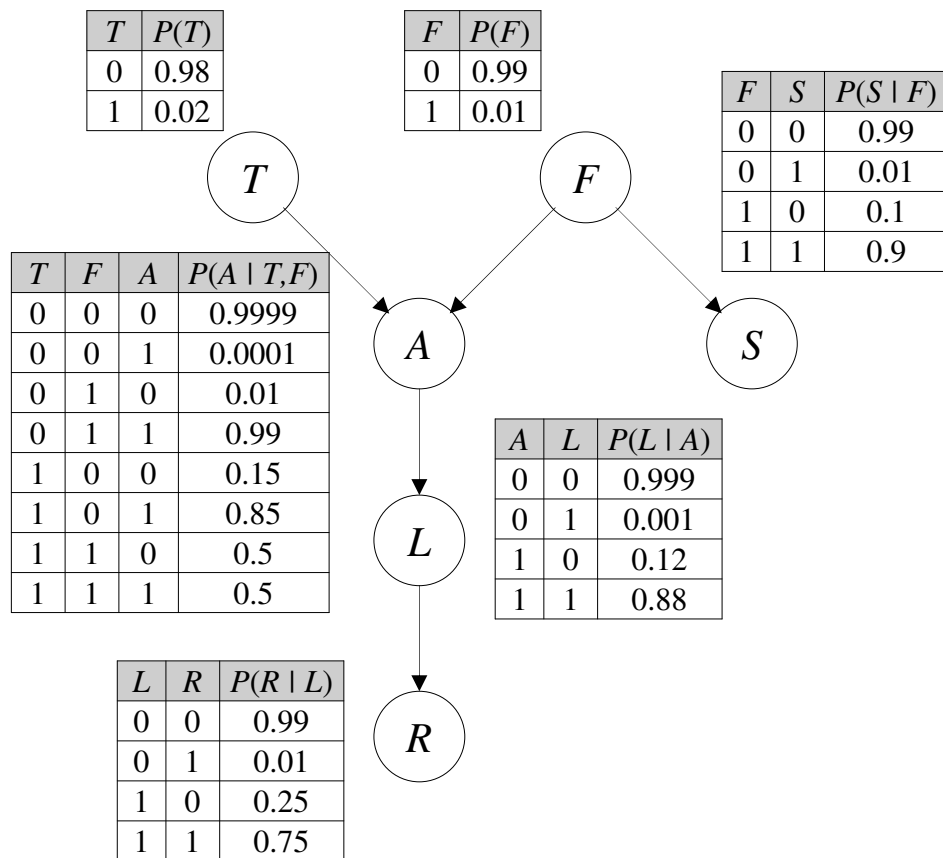 T P(T)
0 0.98
1 0.02
F P(F)
0 0.99
1 0.01
F S P(S | F)
0 0 0.99
0 1 0.01
1 0 0.1
1 1 0.9
T
F
T F A P(A | T,F)
0 0 0 0.9999
0 0 1 0.0001
0 1 0 0.01
0 1 1 0.99
1 0 0 0.15
1 0 1 0.85
1 1 0 0.5
1 1 1 0.5
A
S
A L P(L | A)
0 0 0.999
0 1 0.001
1 0 0.12
1 1 0.88
L
L R P(R | L)
0 0 0.99
0 1 0.01
1 0 0.25
1 1 0.75
R